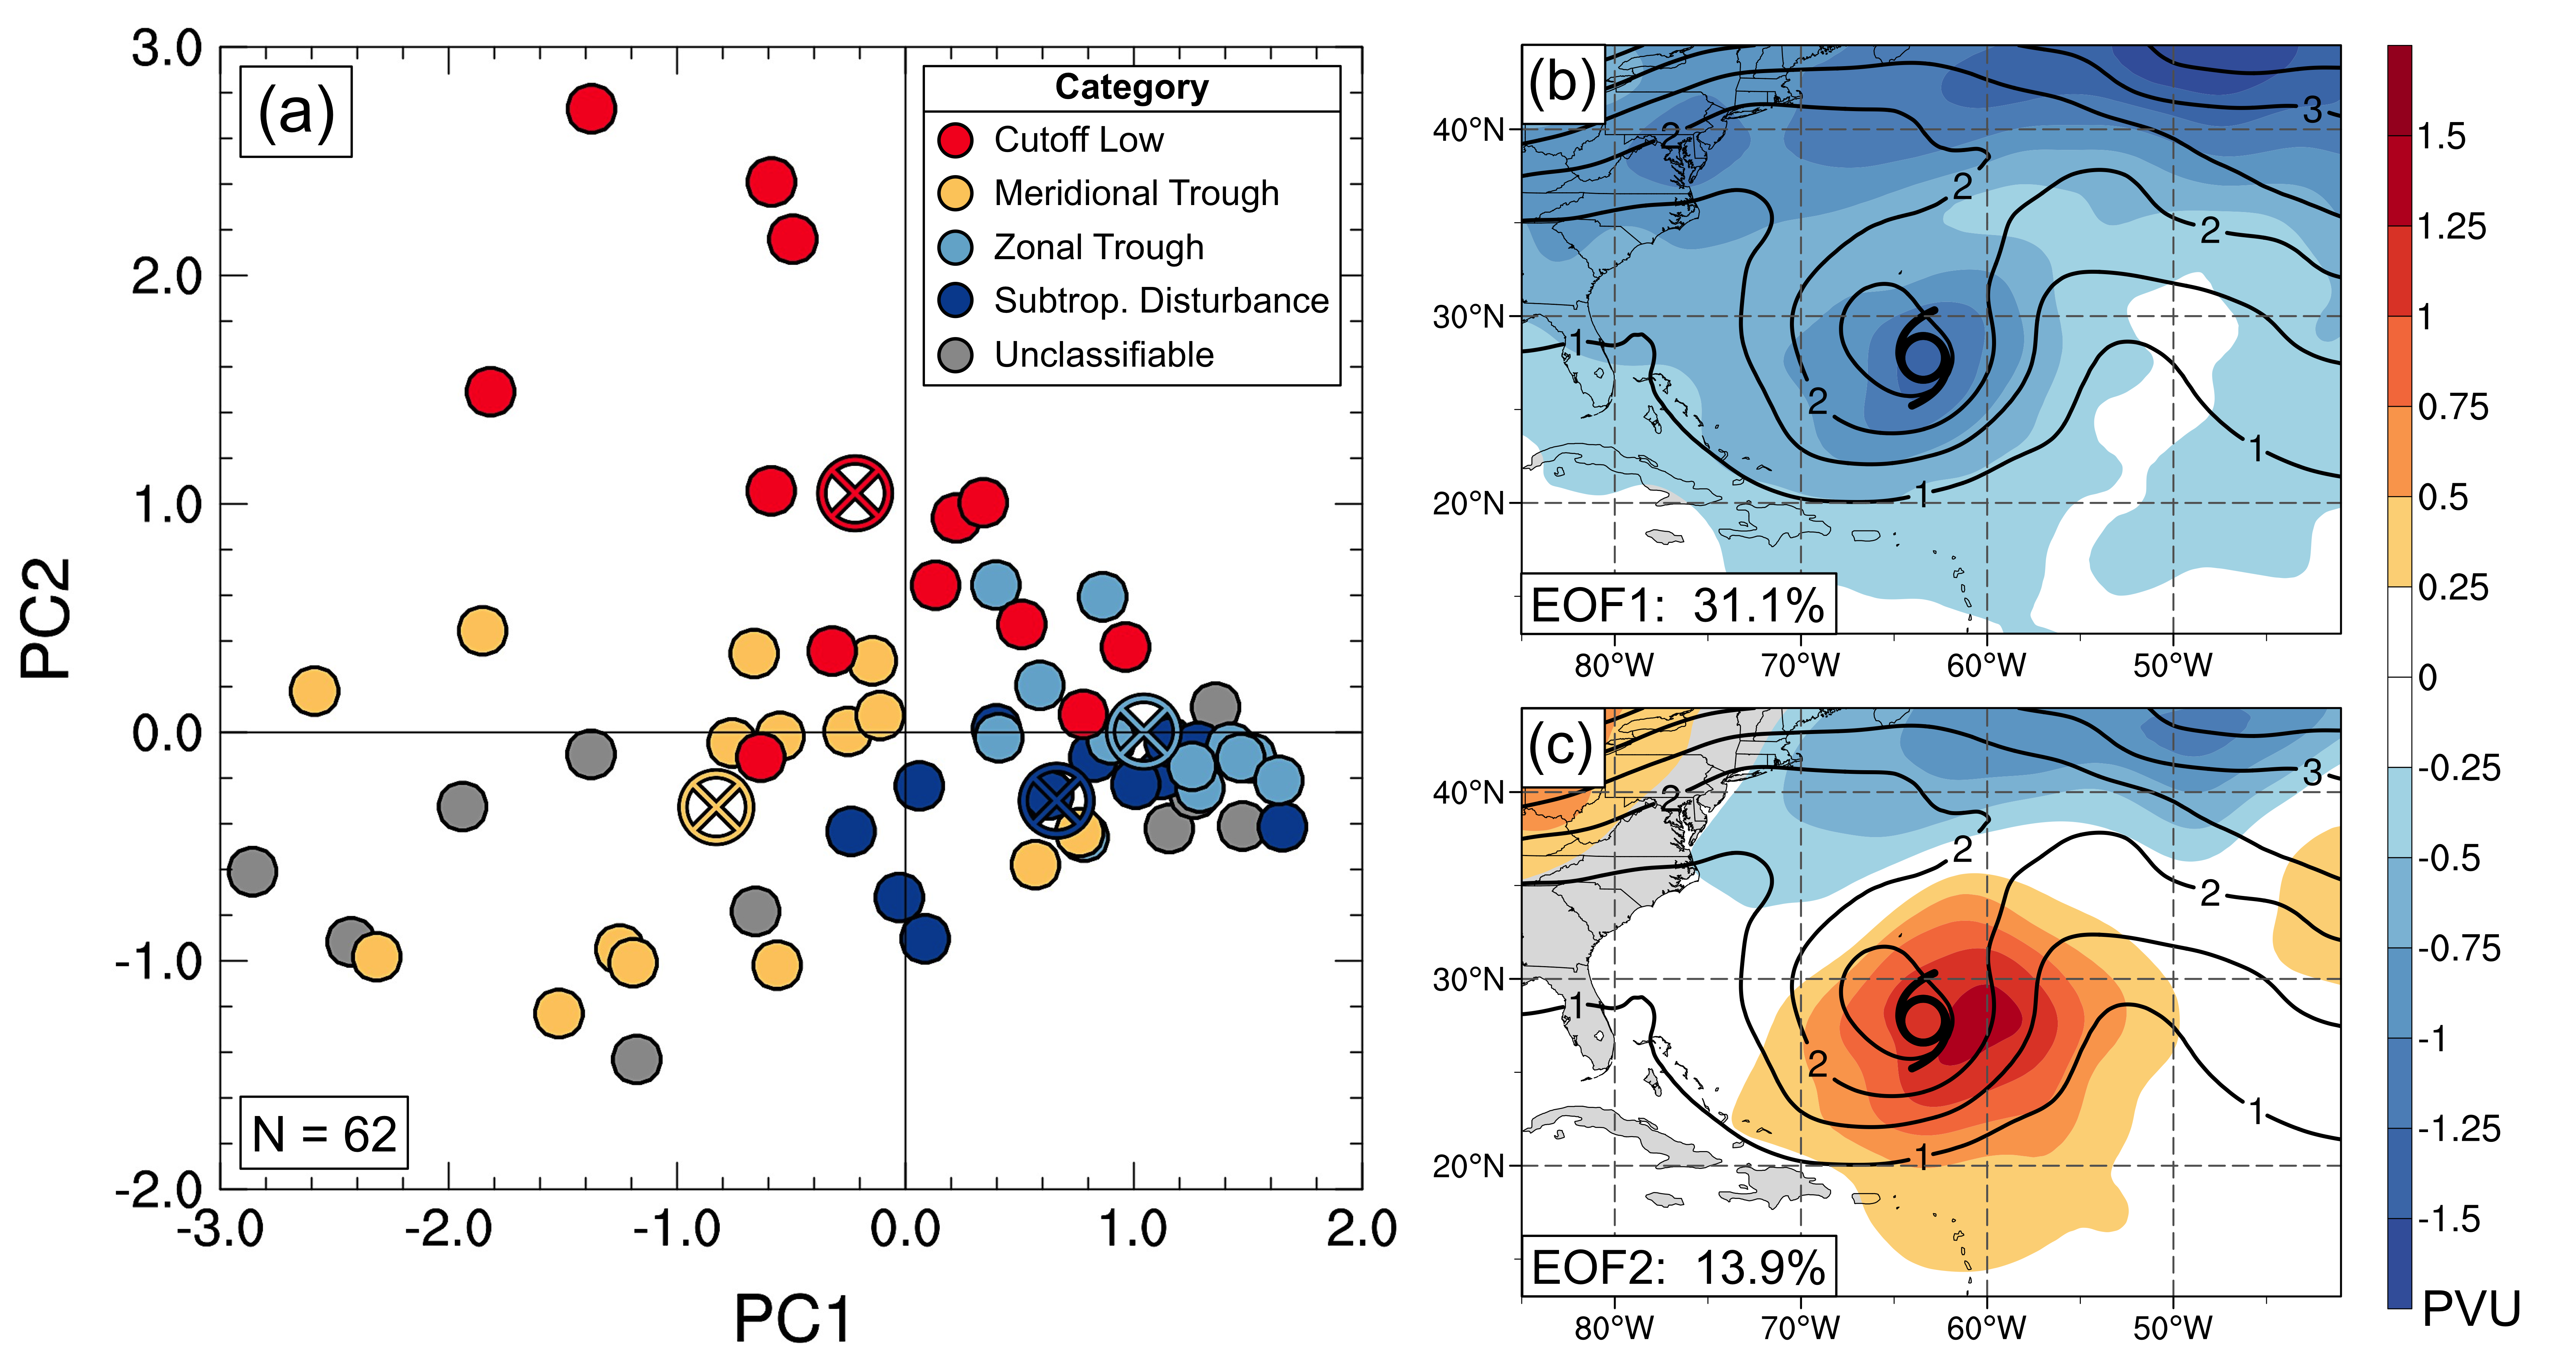 (a)
3.0
2.0
1.0
0.0
-1.0
-2.0
PC2
-3.0
-2.0
-1.0
0.0
1.0
2.0
PC1
Category
Cutoff Low
Meridional Trough
Zonal Trough
Subtrop. Disturbance
Unclassifiable
N = 62
(b)
40°N
30°N
20°N
2
3
2
2
1
2
1
1
EOF1: 31.1%
80°W
70°W
60°W
50°W
(c)
40°N
30°N
20°N
2
3
2
2
1
2
1
1
EOF2: 13.9%
80°W
70°W
60°W
50°W
1.5
1.25
1
0.75
0.5
0.25
0
-0.25
-0.5
-0.75
-1
-1.25
-1.5
PVU